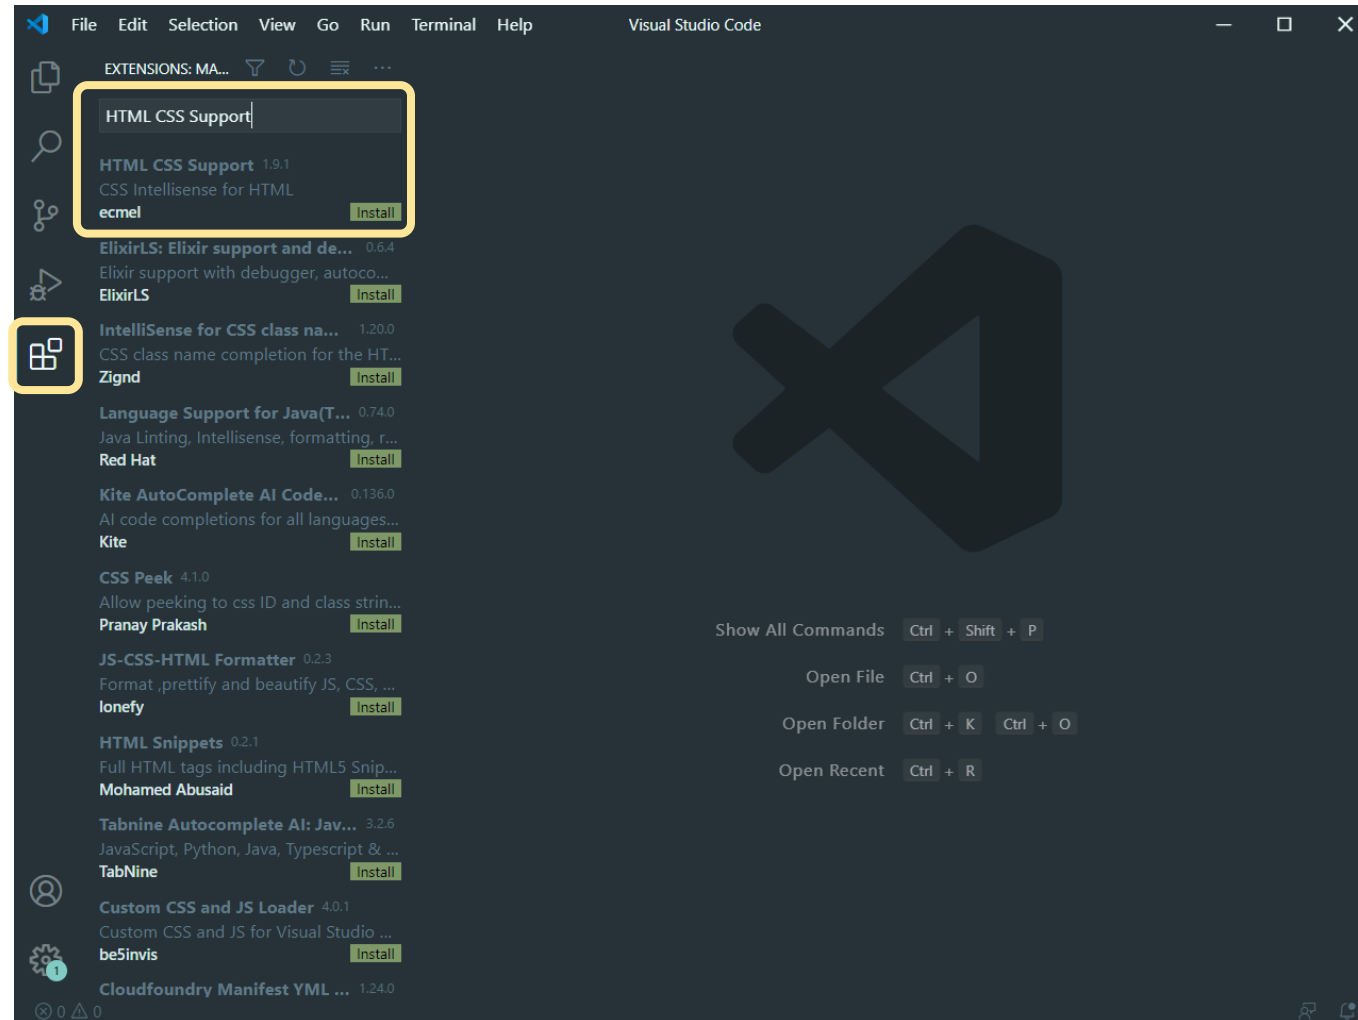 File Edit Selection View Go Run Terminal Help Visual Studio Code
EXTENSIONS: MA...
HTML CSS Support
HTML CSS Support 1.9.1
CSS Intellisense for HTML
ecmel Install
ElixirLS: Elixir support and de... 0.6.4
Elixir support with debugger, autoco...
ElixirLS Install
IntelliSense for CSS class na... 1.20.0
CSS class name completion for the HT...
Zignd Install
Language Support for Java(T... 0.74.0
Java Linting, Intellisense, formatting, r...
Red Hat Install
Kite AutoComplete AI Code... 0.136.0
AI code completions for all languages...
Kite Install
CSS Peek 4.1.0
Allow peeking to css ID and class strin...
Pranay Prakash Install
JS-CSS-HTML Formatter 0.2.3
Format ,prettify and beautify JS, CSS, ...
lonefy Install
HTML Snippets 0.2.1
Full HTML tags including HTML5 Snip...
Mohamed Abusaid Install
Tabnine Autocomplete AI: Jav... 3.2.6
JavaScript, Python, Java, Typescript & ...
TabNine Install
Custom CSS and JS Loader 4.0.1
Custom CSS and JS for Visual Studio ...
be5invis Install
Cloudfoundry Manifest YML ... 1.24.0
1
0 0
Show All Commands Ctrl + Shift + P
Open File Ctrl + O
Open Folder Ctrl + K Ctrl + O
Open Recent Ctrl + R